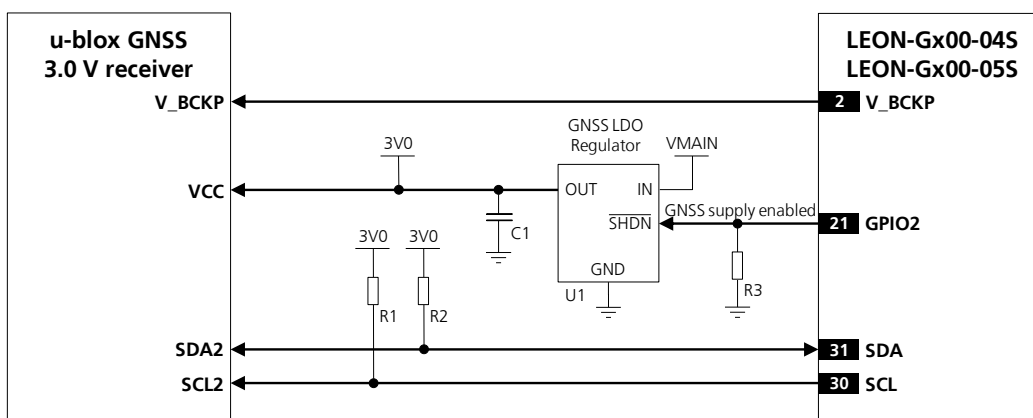 u-blox GNSS
3.0 V receiver
LEON-Gx00-04S
LEON-Gx00-05S
V_BCKP
2 V_BCKP
GNSS LDO
Regulator
3V0
VMAIN
VCC
OUT
IN
GNSS supply enabled
SHDN
21 GPIO2
C1
3V0
3V0
GND
R3
U1
R1
R2
SDA2
31 SDA
SCL2
30 SCL